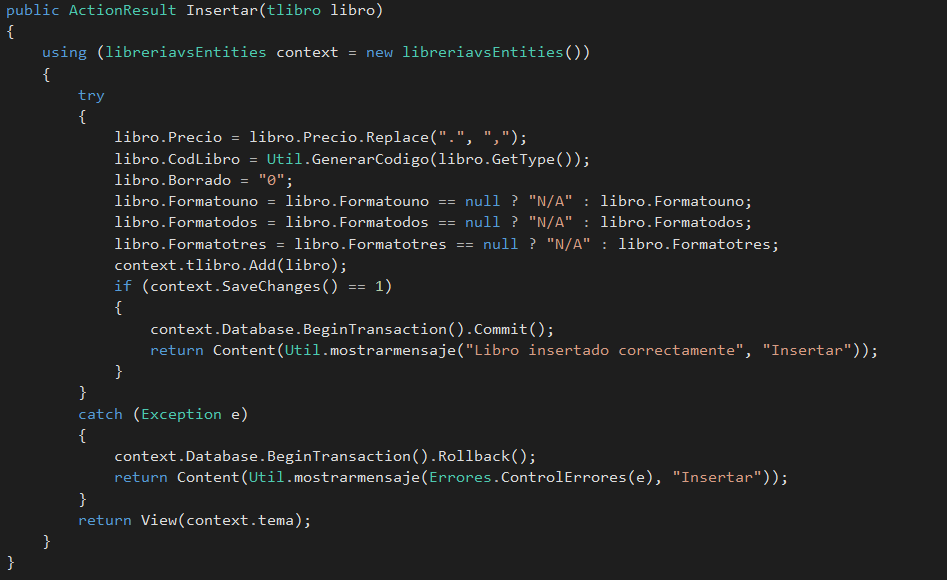 public ActionResult Insertar(tlibro libro)
{
using (libreriavsEntities context = new libreriavsEntities())
{
try
{
libro.Precio = libro.Precio.Replace(".", ",");
libro.CodLibro = Util.GenerarCodigo(libro.GetType());
libro.Borrado = "0";
libro.Formatouno = libro.Formatouno == null ? "N/A" : libro.Formatouno;
libro.Formatodos = libro.Formatodos == null ? "N/A" : libro.Formatodos;
libro.Formatotres = libro.Formatotres == null ? "N/A" : libro.Formatotres;
context.tlibro.Add(libro);
if (context.SaveChanges() == 1)
{
context.Database.BeginTransaction().Commit();
return Content(Util.mostrarmensaje("Libro insertado correctamente", "Insertar"));
}
}
catch (Exception e)
{
context.Database.BeginTransaction().Rollback();
return Content(Util.mostrarmensaje(Errores.ControlErrores(e), "Insertar"));
}
return View(context.tema);
}
}